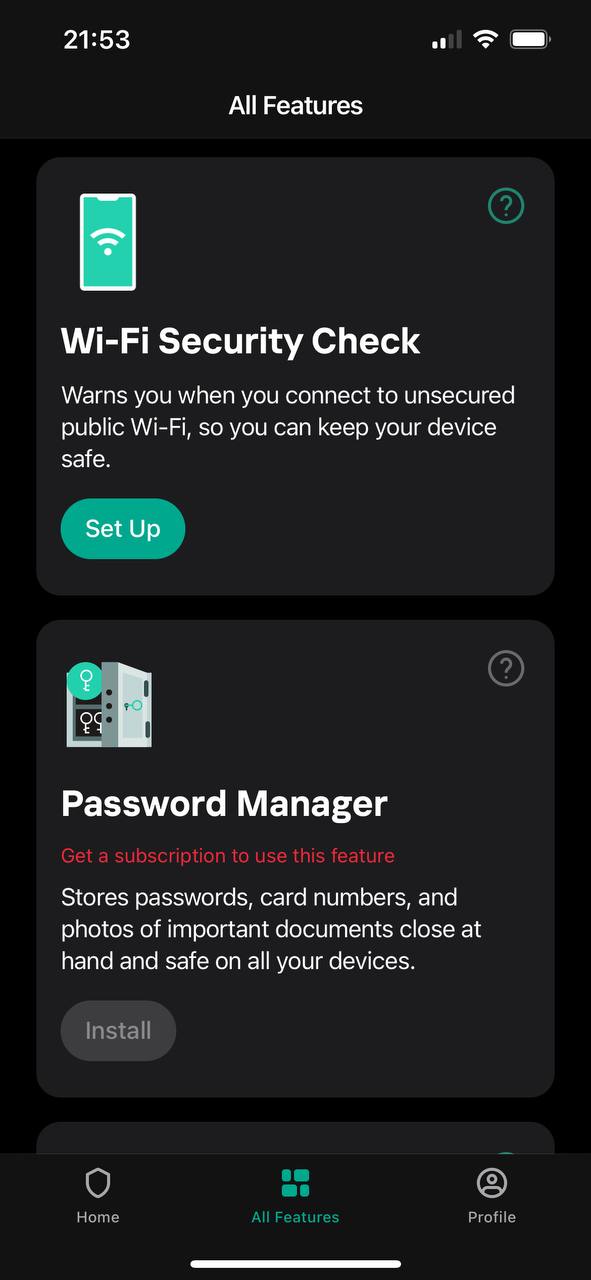 21:53
All Features
Wi-Fi Security Check
Warns you when you connect to unsecured
public Wi-Fi, so you can keep your device
safe.
Set Up
Password Manager
Get a subscription to use this feature
Stores passwords, card numbers, and
photos of important documents close at
hand and safe on all your devices.
Install
Home
All Features
Profile